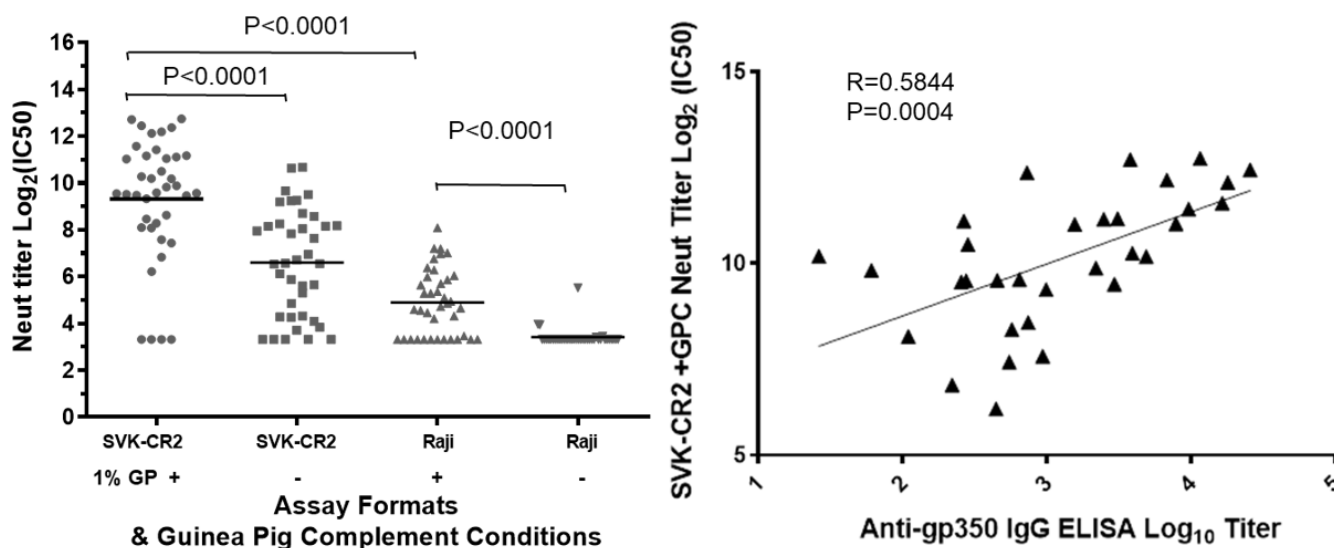 P<0.0001
P<0.0001
P<0.0001
Neut titer Log₂(IC50)
16
14
12
10
8
6
4
2
0
SVK-CR2 SVK-CR2 Raji Raji
1% GP + - + -
Assay Formats
& Guinea Pig Complement Conditions
R=0.5844
P=0.0004
SVK-CR2 +GPC Neut Titer Log₂ (IC50)
15
10
5
1 2 3 4 5
Anti-gp350 IgG ELISA Log₁₀ Titer